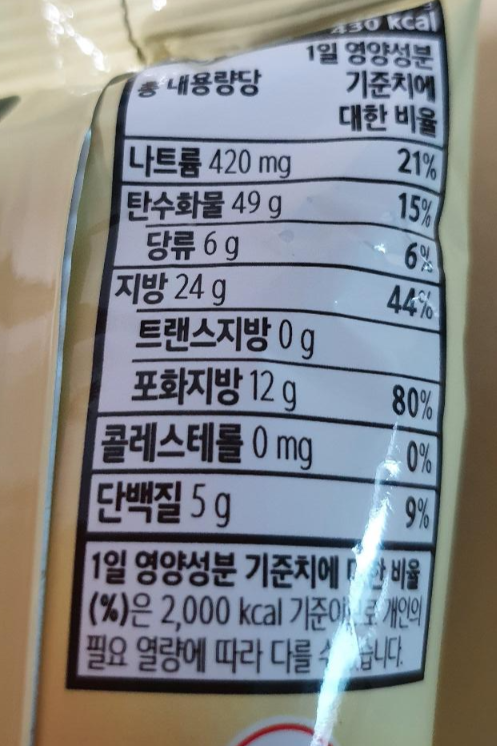 430 kcal
총 내용량당
1일 영양성분
기준치에
대한 비율
나트륨 420 mg 21%
탄수화물 49 g 15%
당류 6 g 6%
지방 24 g 44%
트랜스지방 0 g
포화지방 12 g 80%
콜레스테롤 0 mg 0%
단백질 5 g 9%
1일 영양성분 기준치에 대한 비율
(%)은 2,000 kcal 기준이므로 개인의
필요 열량에 따라 다를 수 있습니다.